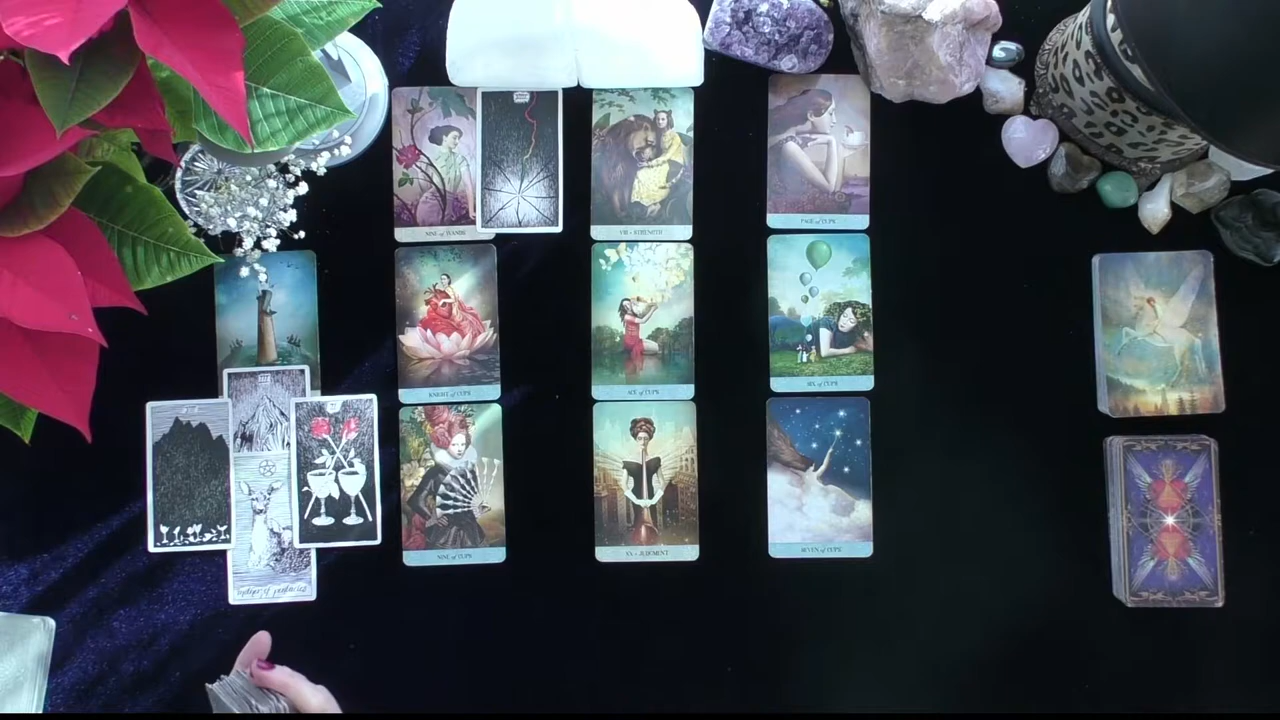 NINE of WANDS
VIII • STRENGTH
PAGE of CUPS
KNIGHT of CUPS
ACE of CUPS
SIX of CUPS
NINE of CUPS
XX • JUDGMENT
SEVEN of CUPS